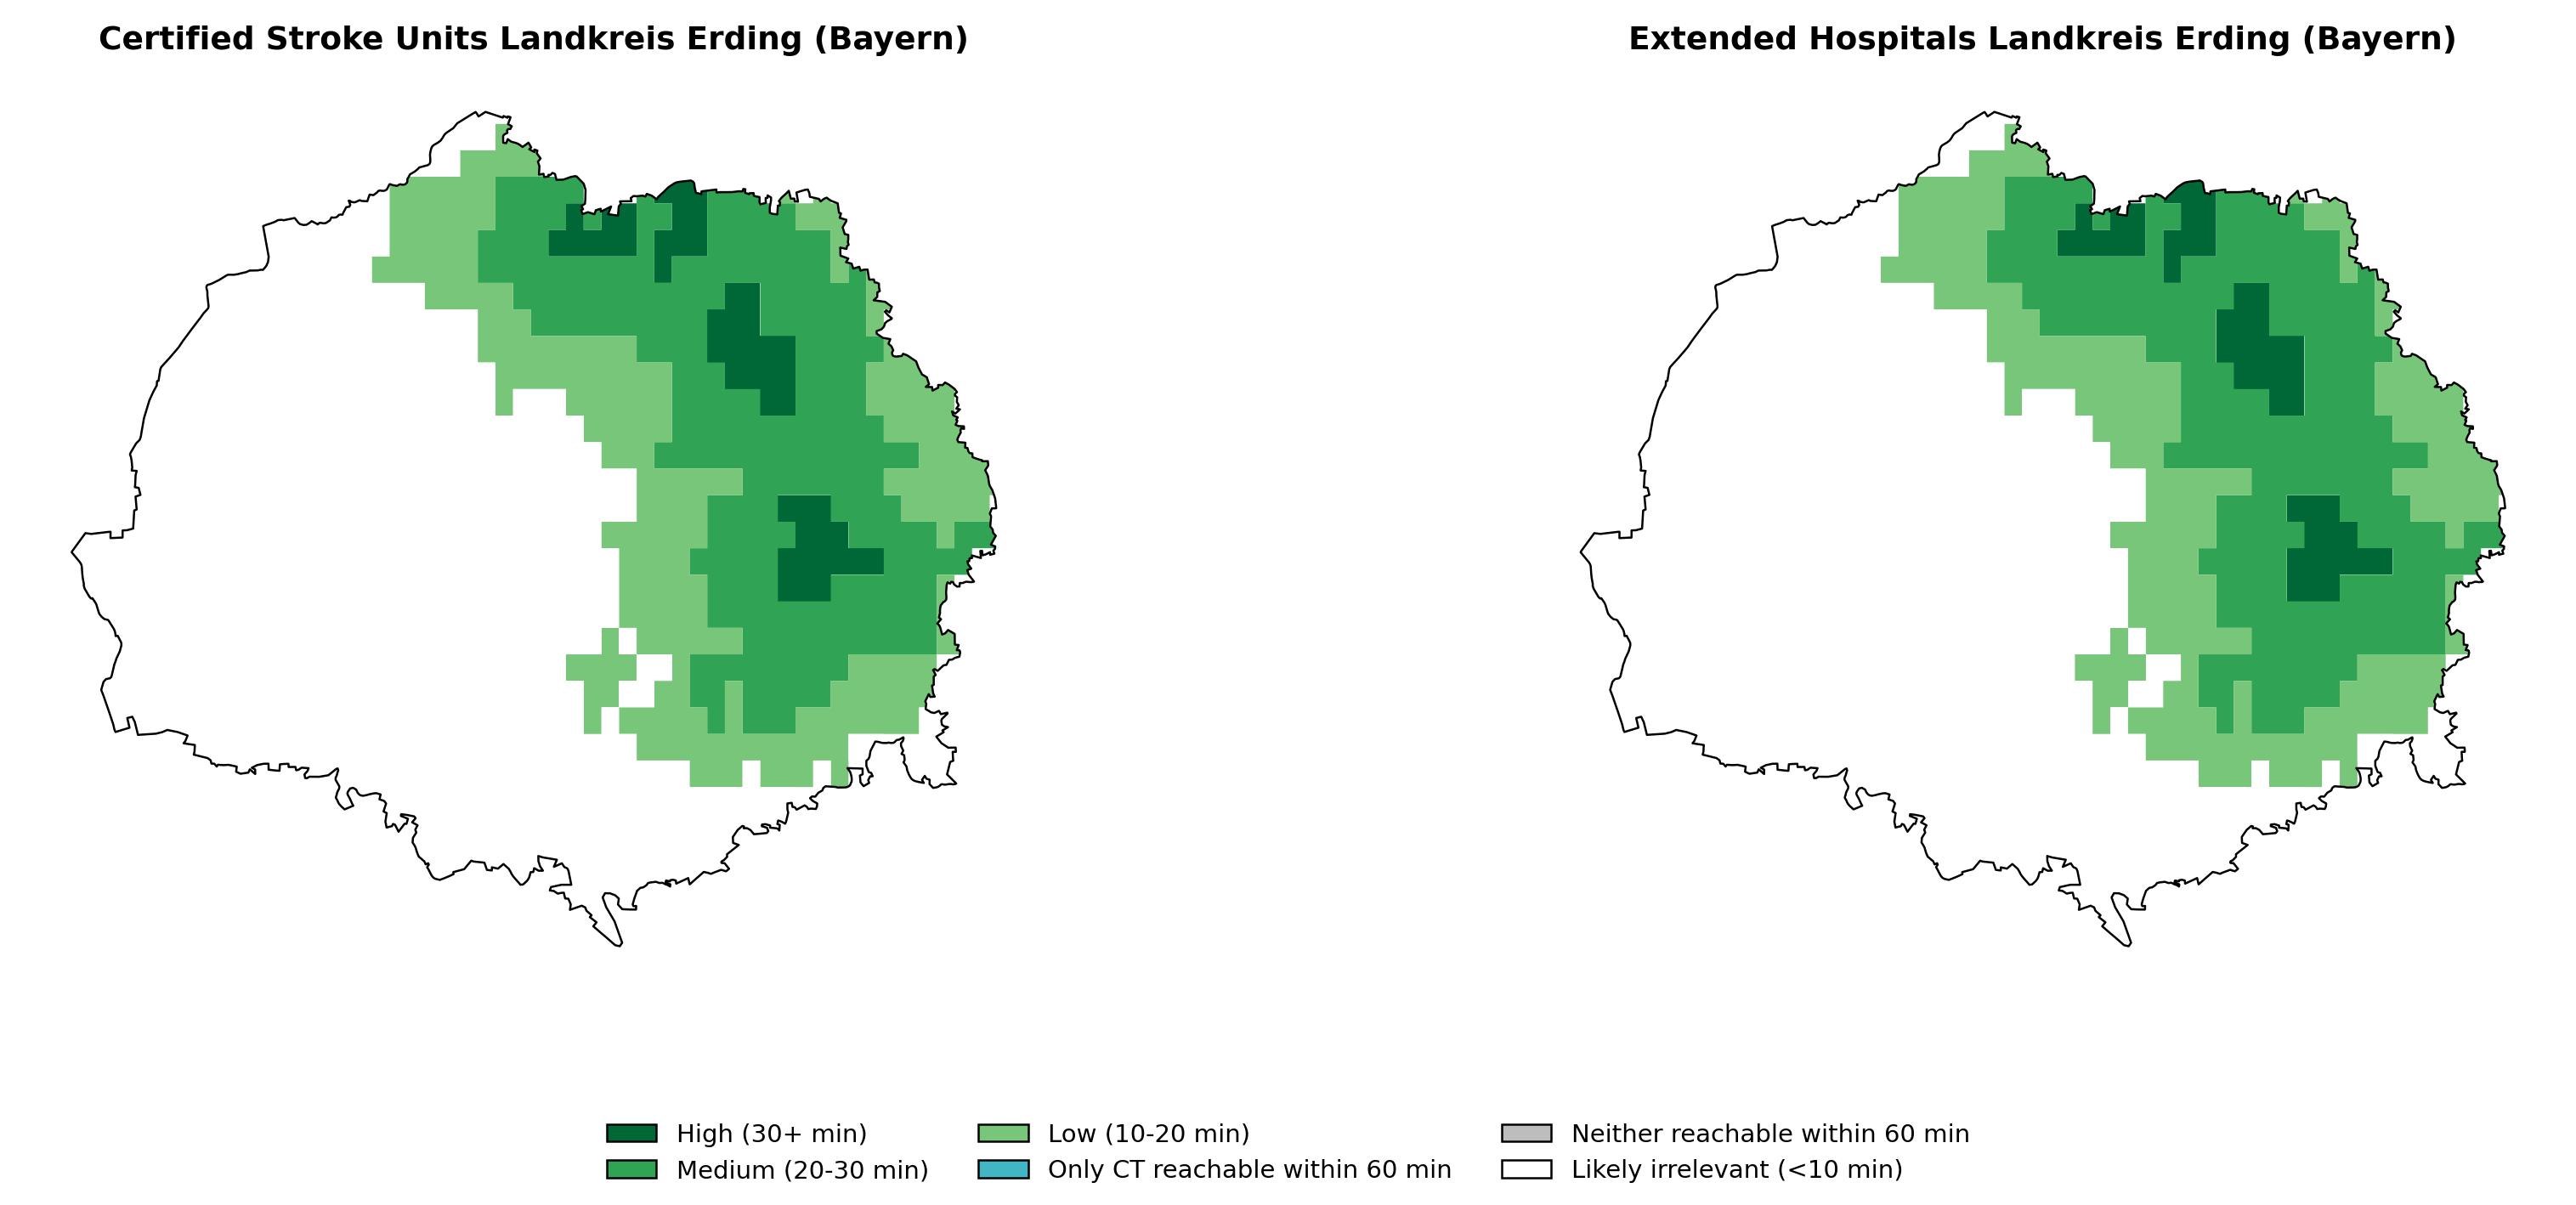 Certified Stroke Units Landkreis Erding (Bayern)
Extended Hospitals Landkreis Erding (Bayern)
High (30+ min)
Medium (20-30 min)
Low (10-20 min)
Only CT reachable within 60 min
Neither reachable within 60 min
Likely irrelevant (<10 min)